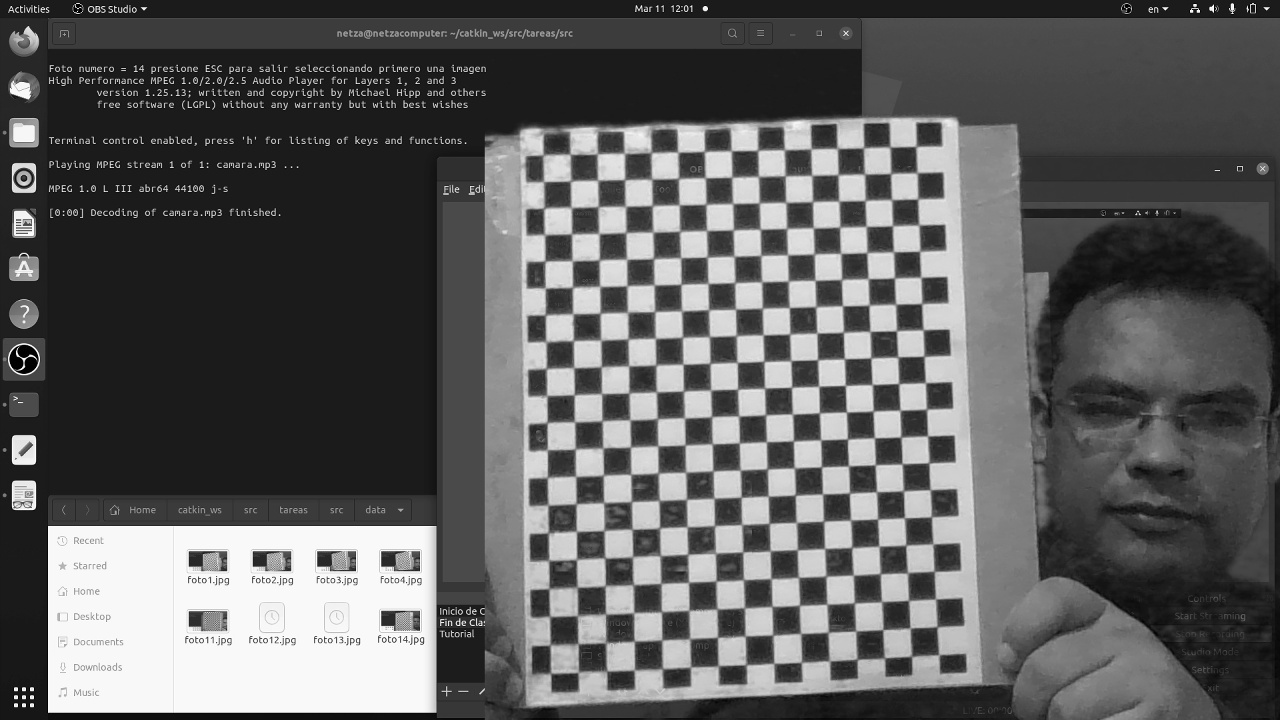 Activities
OBS Studio
Mar 11 12:01
en
netza@netzacomputer: ~/catkin_ws/src/tareas/src
Foto numero = 14 presione ESC para salir seleccionando primero una imagen
High Performance MPEG 1.0/2.0/2.5 Audio Player for Layers 1, 2 and 3
version 1.25.13; written and copyright by Michael Hipp and others
free software (LGPL) without any warranty but with best wishes
Terminal control enabled, press 'h' for listing of keys and functions.
Playing MPEG stream 1 of 1: camara.mp3 ...
MPEG 1.0 L III abr64 44100 j-s
[0:00] Decoding of camara.mp3 finished.
File
Home
catkin_ws
src
tareas
src
data
Recent
Starred
Home
Desktop
Documents
Downloads
Music
foto1.jpg
foto2.jpg
foto3.jpg
foto4.jpg
foto11.jpg
foto12.jpg
foto13.jpg
foto14.jpg
Inicio de C
Fin de Clas
Tutorial
Controls
Start Streaming
Stop Recording
Studio Mode
Settings